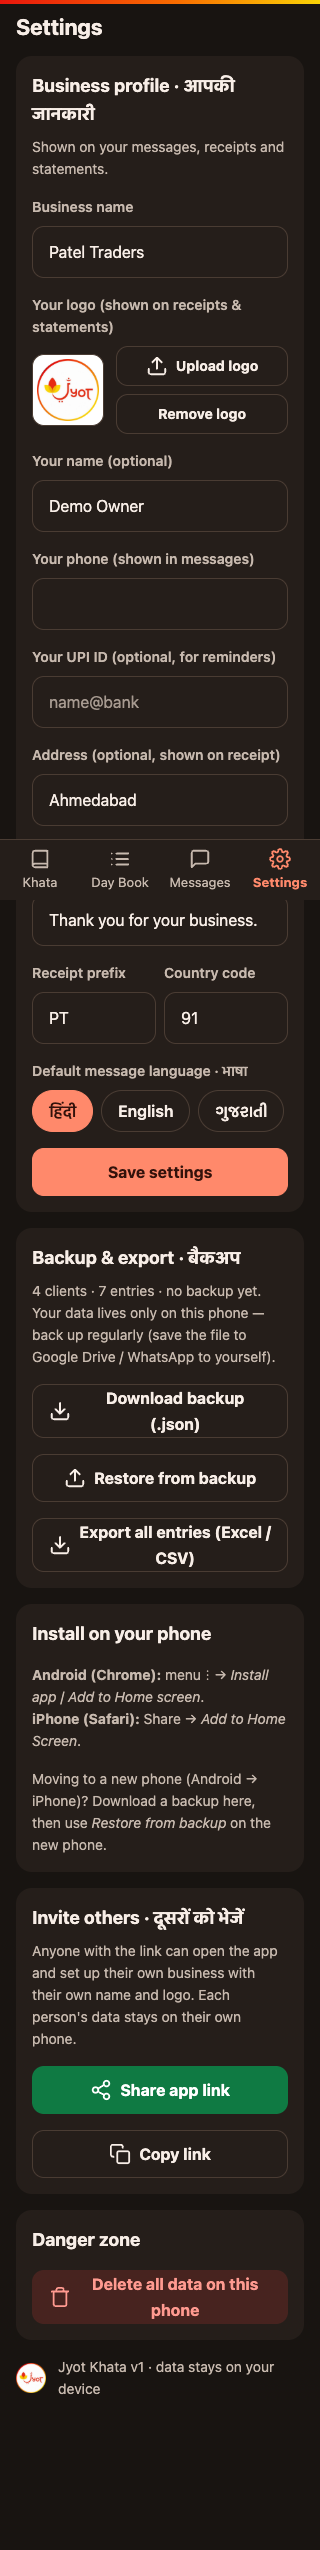 Settings
Business profile · आपकी
जानकारी
Shown on your messages, receipts and
statements.
Business name
Patel Traders
Your logo (shown on receipts &
statements)
Jyot
Upload logo
Remove logo
Your name (optional)
Demo Owner
Your phone (shown in messages)
Your UPI ID (optional, for reminders)
name@bank
Address (optional, shown on receipt)
Ahmedabad
Khata
Day Book
Messages
Settings
Thank you for your business.
Receipt prefix
Country code
PT
91
Default message language · भाषा
हिंदी
English
ગુજરાતી
Save settings
Backup & export · बैकअप
4 clients · 7 entries · no backup yet.
Your data lives only on this phone —
back up regularly (save the file to
Google Drive / WhatsApp to yourself).
Download backup
(.json)
Restore from backup
Export all entries (Excel /
CSV)
Install on your phone
Android (Chrome): menu ⋮ → Install
app / Add to Home screen.
iPhone (Safari): Share → Add to Home
Screen.
Moving to a new phone (Android →
iPhone)? Download a backup here,
then use Restore from backup on the
new phone.
Invite others · दूसरों को भेजें
Anyone with the link can open the app
and set up their own business with
their own name and logo. Each
person's data stays on their own
phone.
Share app link
Copy link
Danger zone
Delete all data on this
phone
Jyot
Jyot Khata v1 · data stays on your
device